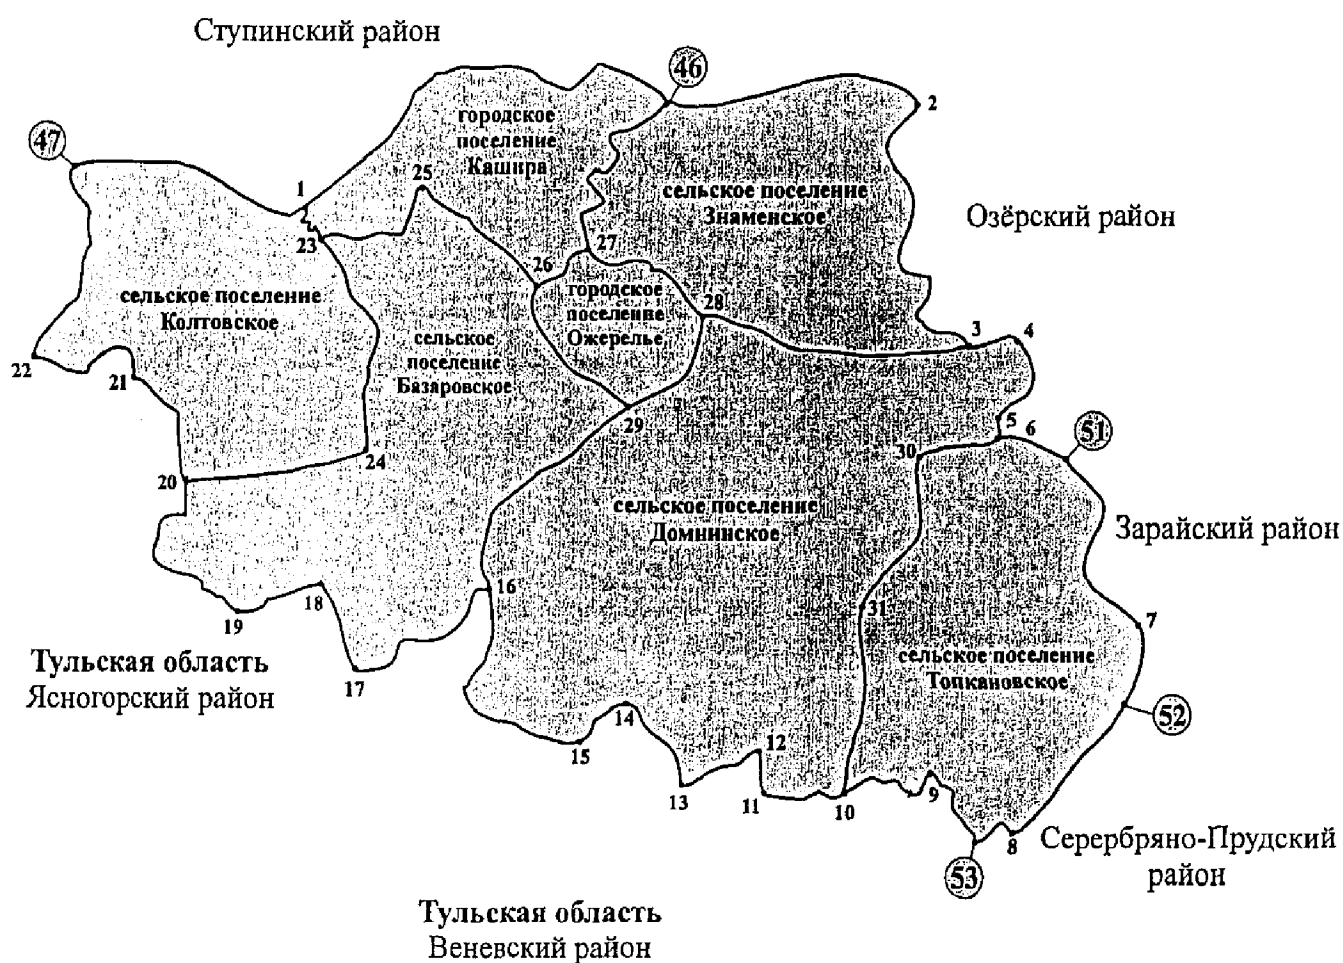 Ступинский район
46
2
городское
поселение
Кашира
47
25
1
сельское поселение
Знаменское
Озёрский район
23
27
26
сельское поселение
Колтовское
городское
поселение
Ожерелье
28
сельское
поселение
Базаровское
3
4
22
21
29
5
6
51
30
24
20
сельское поселение
Домнинское
Зарайский район
16
18
19
31
7
Тульская область
Ясногорский район
17
сельское поселение
Топкановское
14
52
15
12
13
11
10
9
8
Серербряно-Прудский
район
53
Тульская область
Веневский район